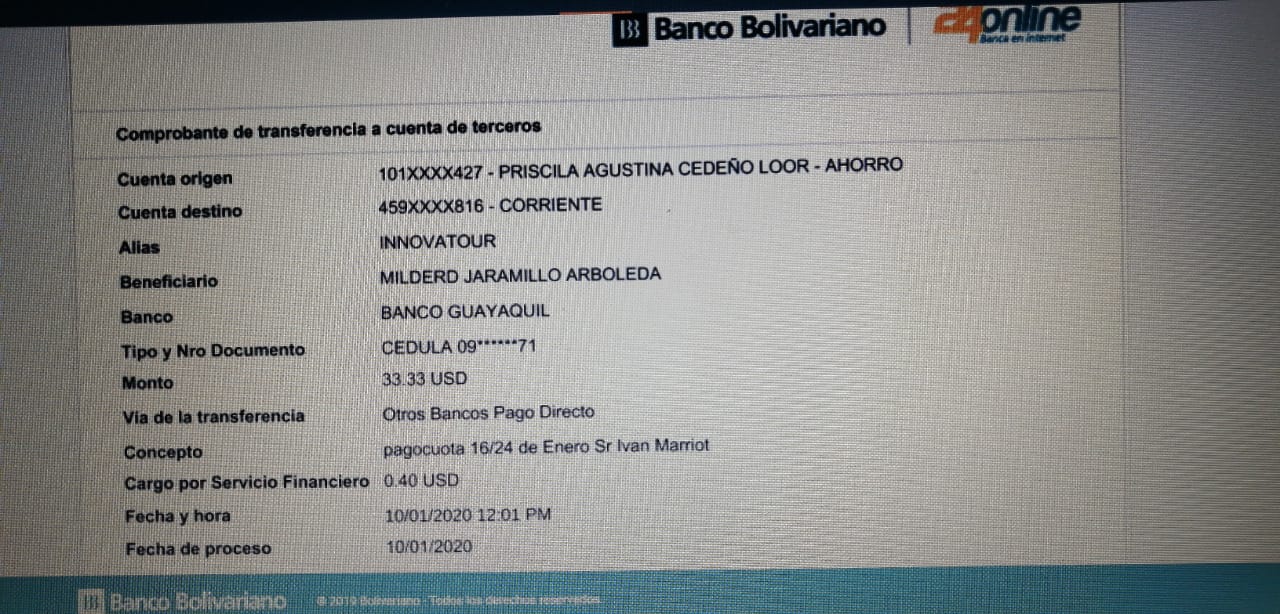 Banco Bolivariano
24online
Banca en internet
Comprobante de transferencia a cuenta de terceros
Cuenta origen 101XXXX427 - PRISCILA AGUSTINA CEDEÑO LOOR - AHORRO
Cuenta destino 459XXXX816 - CORRIENTE
Alias INNOVATOUR
Beneficiario MILDERD JARAMILLO ARBOLEDA
Banco BANCO GUAYAQUIL
Tipo y Nro Documento CEDULA 09******71
Monto 33.33 USD
Via de la transferencia Otros Bancos Pago Directo
Concepto pagocuota 16/24 de Enero Sr Ivan Marriot
Cargo por Servicio Financiero 0.40 USD
Fecha y hora 10/01/2020 12:01 PM
Fecha de proceso 10/01/2020
Banco Bolivariano © 2019 Bolivariano - Todos los derechos reservados.